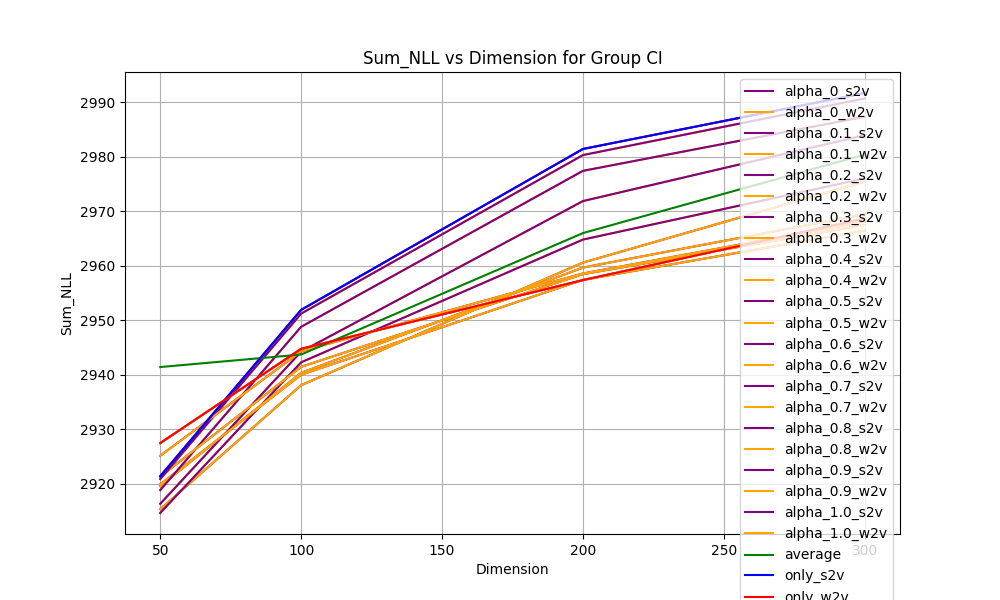 Sum_NLL vs Dimension for Group CI
Sum_NLL
2990
2980
2970
2960
2950
2940
2930
2920
50
100
150
200
250
300
Dimension
alpha_0_s2v
alpha_0_w2v
alpha_0.1_s2v
alpha_0.1_w2v
alpha_0.2_s2v
alpha_0.2_w2v
alpha_0.3_s2v
alpha_0.3_w2v
alpha_0.4_s2v
alpha_0.4_w2v
alpha_0.5_s2v
alpha_0.5_w2v
alpha_0.6_s2v
alpha_0.6_w2v
alpha_0.7_s2v
alpha_0.7_w2v
alpha_0.8_s2v
alpha_0.8_w2v
alpha_0.9_s2v
alpha_0.9_w2v
alpha_1.0_s2v
alpha_1.0_w2v
average
only_s2v
only_w2v